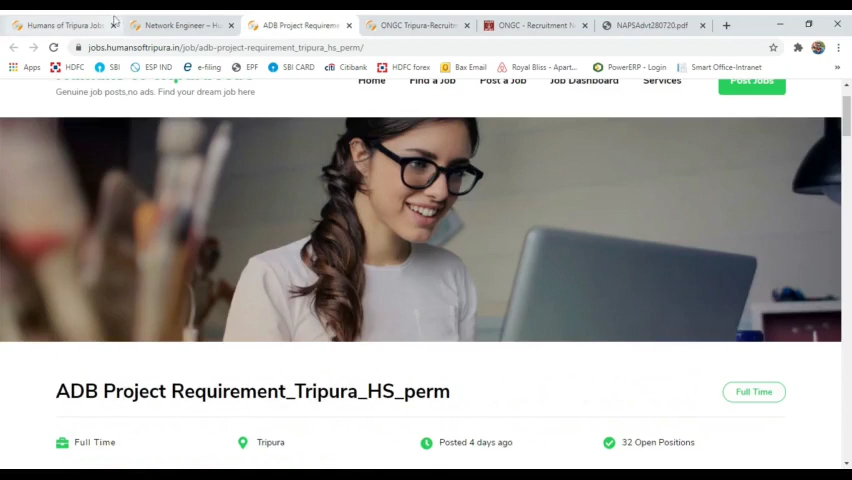 Humans of Tripura Jobs
Network Engineer – Hu
ADB Project Requireme
ONGC Tripura-Recruitm
ONGC - Recruitment N
NAPSAdvt280720.pdf
jobs.humansoftripura.in/job/adb-project-requirement_tripura_hs_perm/
Apps
HDFC
SBI
ESP IND
e-filing
EPF
SBI CARD
citi Citibank
HDFC forex
Bax Email
Royal Bliss - Apart...
PowerERP - Login
Smart Office-Intranet
Genuine job posts,no ads. Find your dream job here
Home
Find a Job
Post a Job
Job Dashboard
Services
Post Jobs
ADB Project Requirement_Tripura_HS_perm
Full Time
Full Time
Tripura
Posted 4 days ago
32 Open Positions